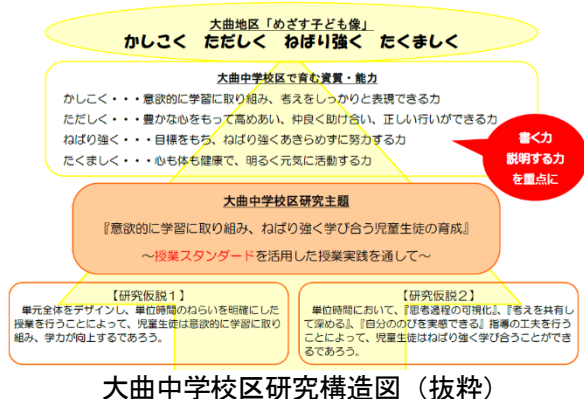 大曲地区「めざす子ども像」
かしこく ただしく ねばり強く たくましく
大曲中学校区で育む資質・能力
かしこく・・・意欲的に学習に取り組み、考えをしっかりと表現できる力
ただしく・・・豊かな心をもって高めあい、仲良く助け合い、正しい行いができる力
ねばり強く・・・目標をもち、ねばり強くあきらめずに努力する力
たくましく・・・心も体も健康で、明るく元気に活動する力
書く力
説明する力
を重点に
大曲中学校区研究主題
『意欲的に学習に取り組み、ねばり強く学び合う児童生徒の育成』
～授業スタンダードを活用した授業実践を通して～
【研究仮説1】
単元全体をデザインし、単位時間のねらいを明確にした
授業を行うことによって、児童生徒は意欲的に学習に取り
組み、学力が向上するであろう。
【研究仮説2】
単位時間において、『思考過程の可視化』、『考えを共有し
て深める』、『自分ののびを実感できる』指導の工夫を行う
ことによって、児童生徒はねばり強く学び合うことができ
るであろう。
大曲中学校区研究構造図（抜粋）